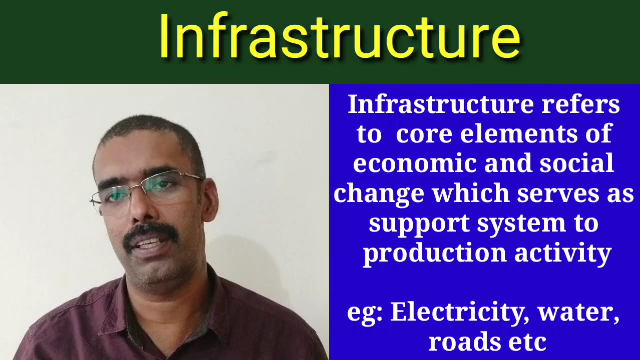 Infrastructure
Infrastructure refers
to core elements of
economic and social
change which serves as
support system to
production activity
eg: Electricity, water,
roads etc